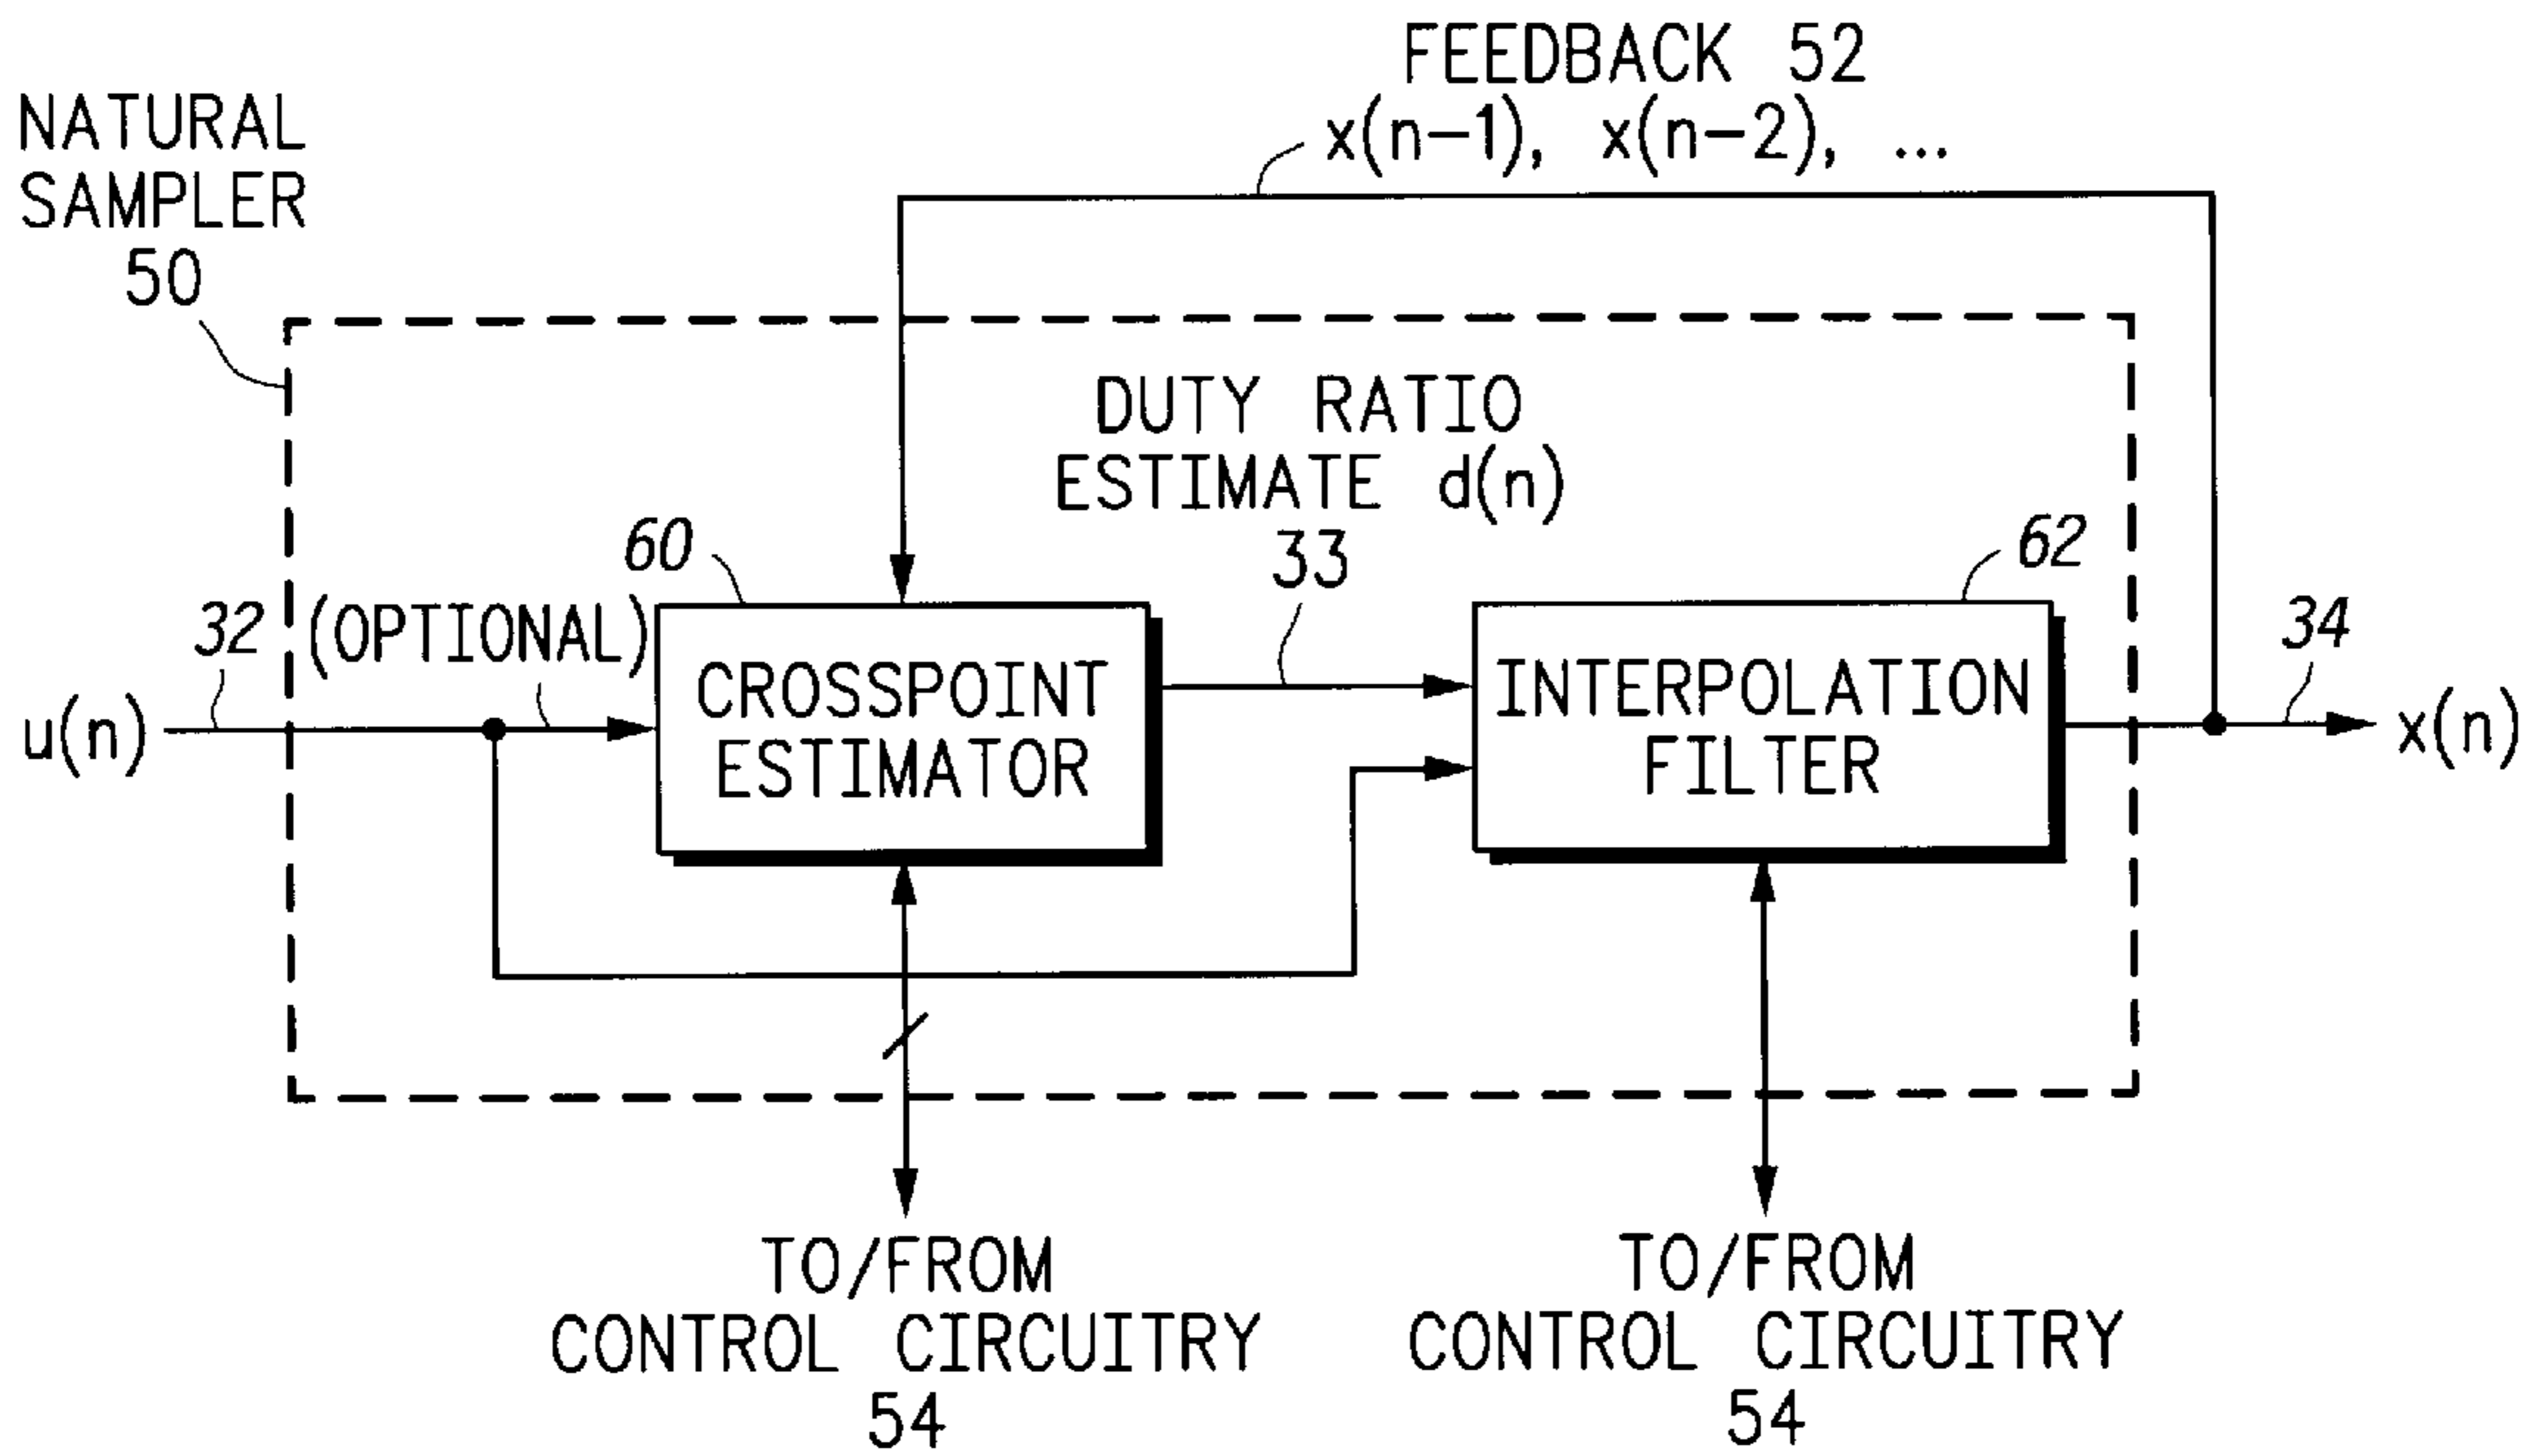 FEEDBACK 52
x(n-1), x(n-2), ...
NATURAL
SAMPLER
50
DUTY RATIO
ESTIMATE d(n)
33
60
62
32
(OPTIONAL)
34
u(n)
CROSSPOINT
ESTIMATOR
INTERPOLATION
FILTER
x(n)
TO/FROM
CONTROL CIRCUITRY
54
TO/FROM
CONTROL CIRCUITRY
54